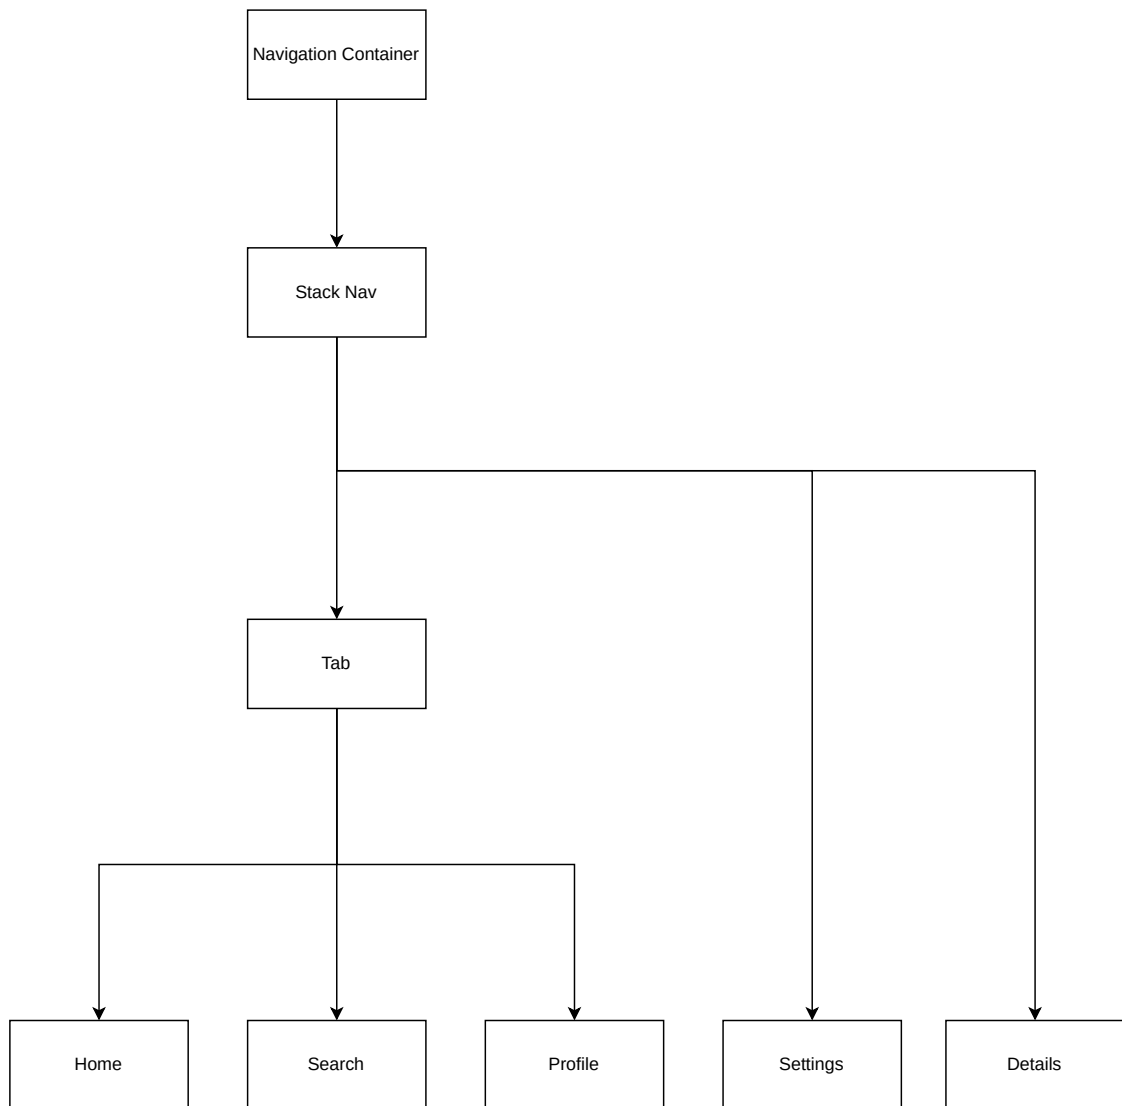 Navigation Container
Stack Nav
Tab
Home
Search
Profile
Settings
Details